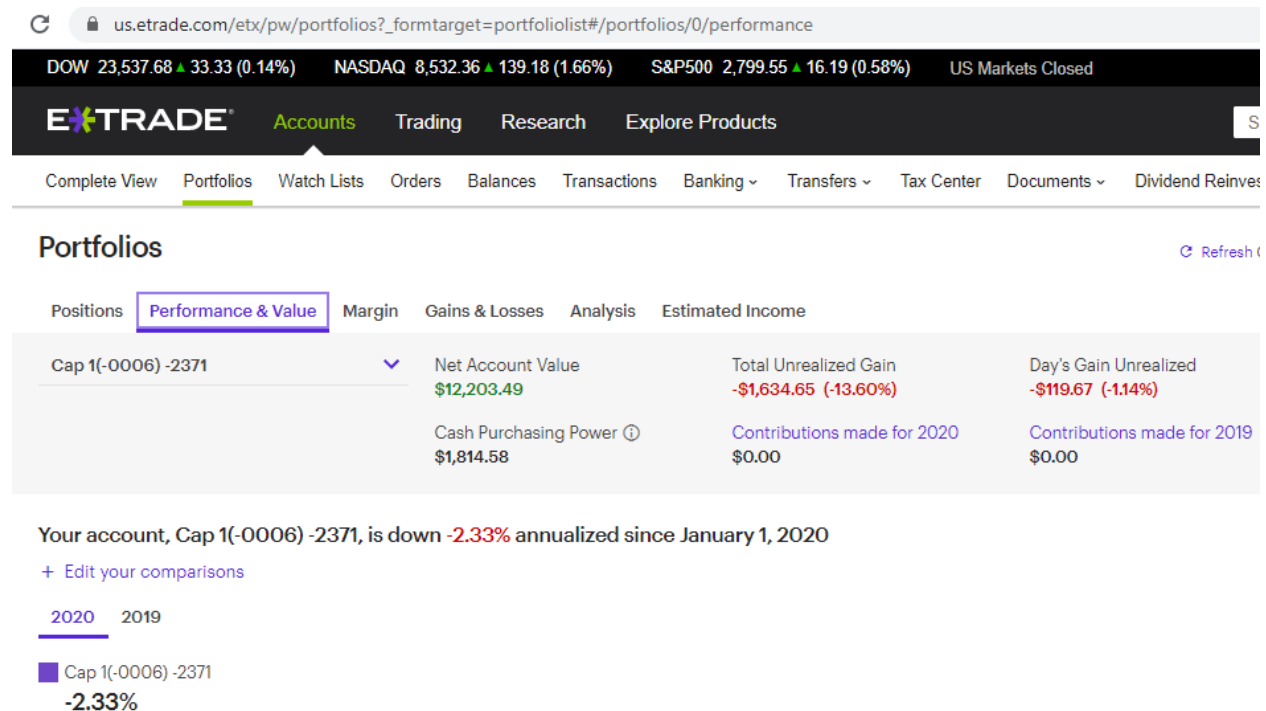 us.etrade.com/etx/pw/portfolios?_formtarget=portfoliolist#/portfolios/0/performance
DOW 23,537.68 ▲ 33.33 (0.14%) NASDAQ 8,532.36 ▲ 139.18 (1.66%) S&P500 2,799.55 ▲ 16.19 (0.58%) US Markets Closed
E*TRADE® Accounts Trading Research Explore Products S
Complete View Portfolios Watch Lists Orders Balances Transactions Banking Transfers Tax Center Documents Dividend Reinves
Portfolios
Refresh
Positions Performance & Value Margin Gains & Losses Analysis Estimated Income
Cap 1(-0006) -2371 Net Account Value Total Unrealized Gain Day's Gain Unrealized
$12,203.49 -$1,634.65 (-13.60%) -$119.67 (-1.14%)
Cash Purchasing Power Contributions made for 2020 Contributions made for 2019
$1,814.58 $0.00 $0.00
Your account, Cap 1(-0006) -2371, is down -2.33% annualized since January 1, 2020
+ Edit your comparisons
2020 2019
Cap 1(-0006) -2371
-2.33%